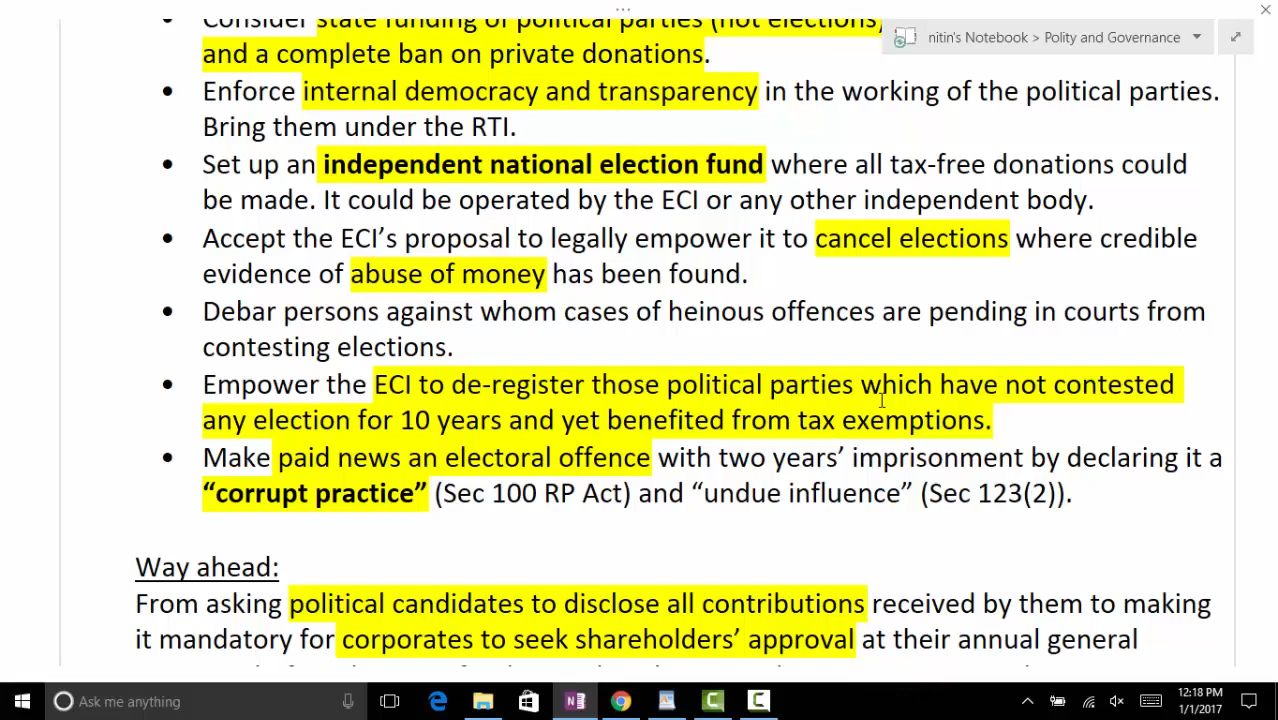 ...
nitin's Notebook > Polity and Governance
• Consider state funding of political parties (not elections)
and a complete ban on private donations.
• Enforce internal democracy and transparency in the working of the political parties.
Bring them under the RTI.
• Set up an independent national election fund where all tax-free donations could
be made. It could be operated by the ECI or any other independent body.
• Accept the ECI’s proposal to legally empower it to cancel elections where credible
evidence of abuse of money has been found.
• Debar persons against whom cases of heinous offences are pending in courts from
contesting elections.
• Empower the ECI to de-register those political parties which have not contested
any election for 10 years and yet benefited from tax exemptions.
• Make paid news an electoral offence with two years’ imprisonment by declaring it a
“corrupt practice” (Sec 100 RP Act) and “undue influence” (Sec 123(2)).
Way ahead:
From asking political candidates to disclose all contributions received by them to making
it mandatory for corporates to seek shareholders’ approval at their annual general
Ask me anything
12:18 PM
1/1/2017